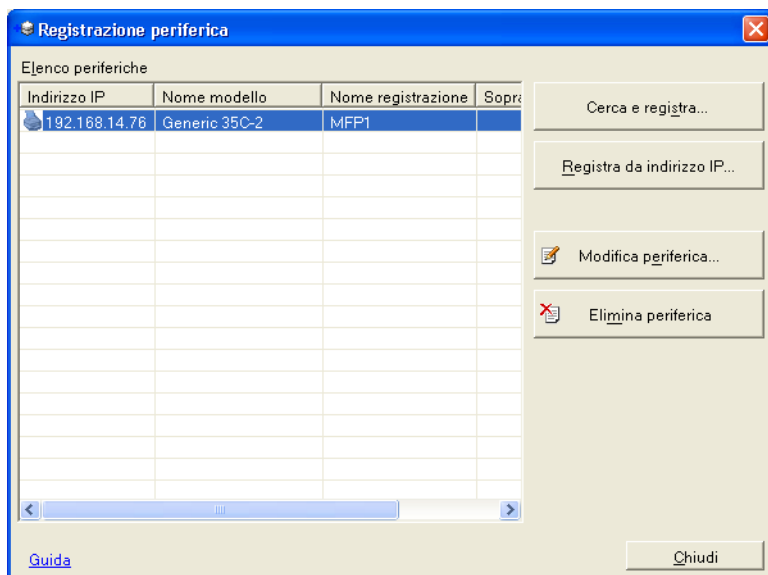 Registrazione periferica
Elenco periferiche
Indirizzo IP Nome modello Nome registrazione Sopra
192.168.14.76 Generic 35C-2 MFP1
Cerca e registra...
Registra da indirizzo IP...
Modifica periferica...
Elimina periferica
Guida
Chiudi